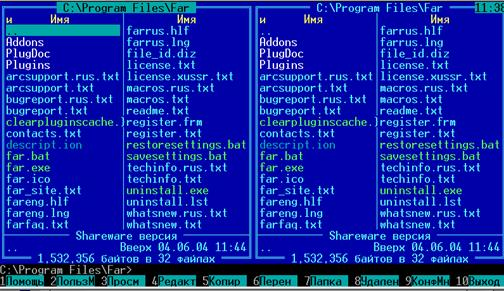 C:\Program Files\Far C:\Program Files\Far 11:38
и Имя Имя и Имя Имя
.. farrus.hlf .. farrus.hlf
Addons farrus.lng Addons farrus.lng
PlugDoc file_id.diz PlugDoc file_id.diz
Plugins license.txt Plugins license.txt
arcsupport.rus.txt license.xussr.txt arcsupport.rus.txt license.xussr.txt
arcsupport.txt macros.rus.txt arcsupport.txt macros.rus.txt
bugreport.rus.txt macros.txt bugreport.rus.txt macros.txt
bugreport.txt readme.txt bugreport.txt readme.txt
clearpluginscache.} register.frm clearpluginscache.} register.frm
contacts.txt register.txt contacts.txt register.txt
descript.ion restoresettings.bat descript.ion restoresettings.bat
far.bat savesettings.bat far.bat savesettings.bat
far.exe techinfo.rus.txt far.exe techinfo.rus.txt
far.ico techinfo.txt far.ico techinfo.txt
far_site.txt uninstall.exe far_site.txt uninstall.exe
fareng.hlf uninstall.lst fareng.hlf uninstall.lst
fareng.lng whatsnew.rus.txt fareng.lng whatsnew.rus.txt
farfaq.txt whatsnew.txt farfaq.txt whatsnew.txt
Shareware версия Shareware версия
.. Вверх 04.06.04 11:44 .. Вверх 04.06.04 11:44
1,532,356 байтов в 32 файлах 1,532,356 байтов в 32 файлах
C:\Program Files\Far>
1Помощь 2ПользМ 3Просм 4Редакт 5Копир 6Перен 7Папка 8Удален 9КонфМн 10Выход